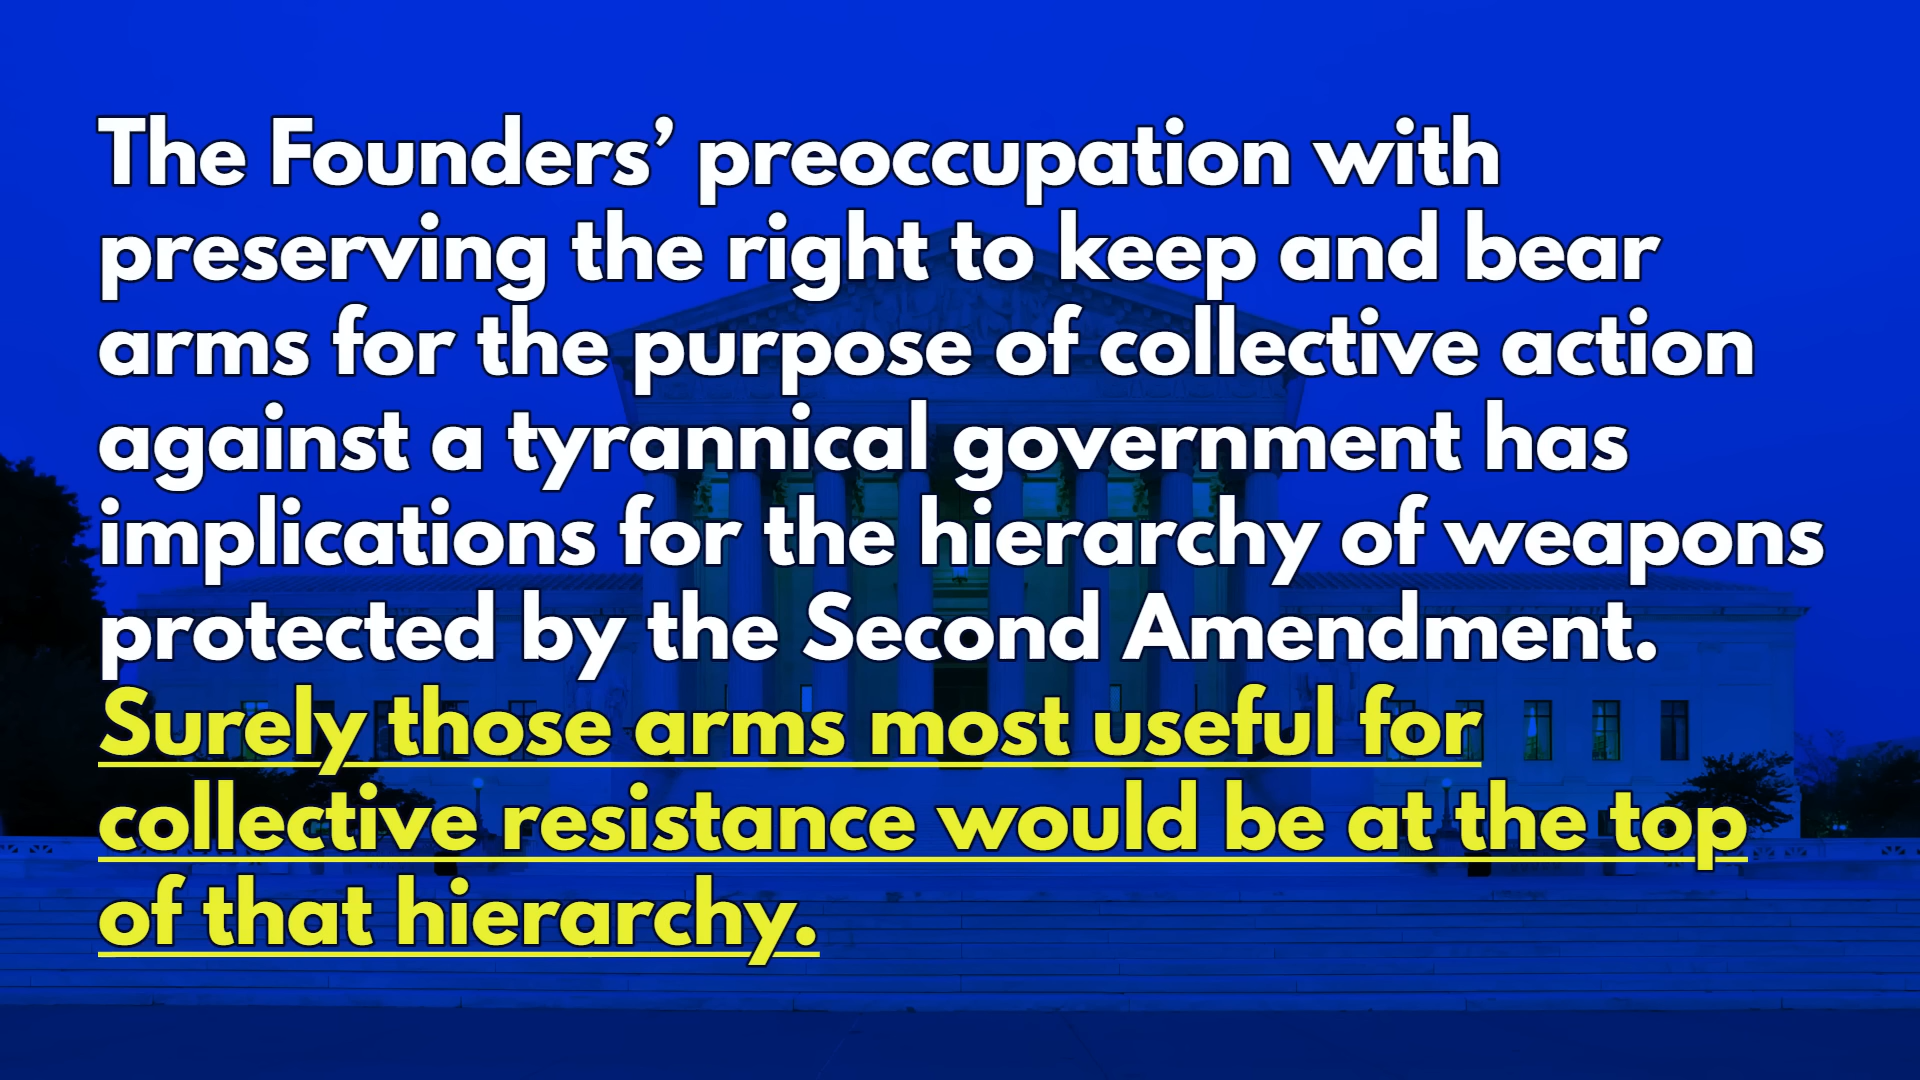 The Founders’ preoccupation with
preserving the right to keep and bear
arms for the purpose of collective action
against a tyrannical government has
implications for the hierarchy of weapons
protected by the Second Amendment.
Surely those arms most useful for
collective resistance would be at the top
of that hierarchy.